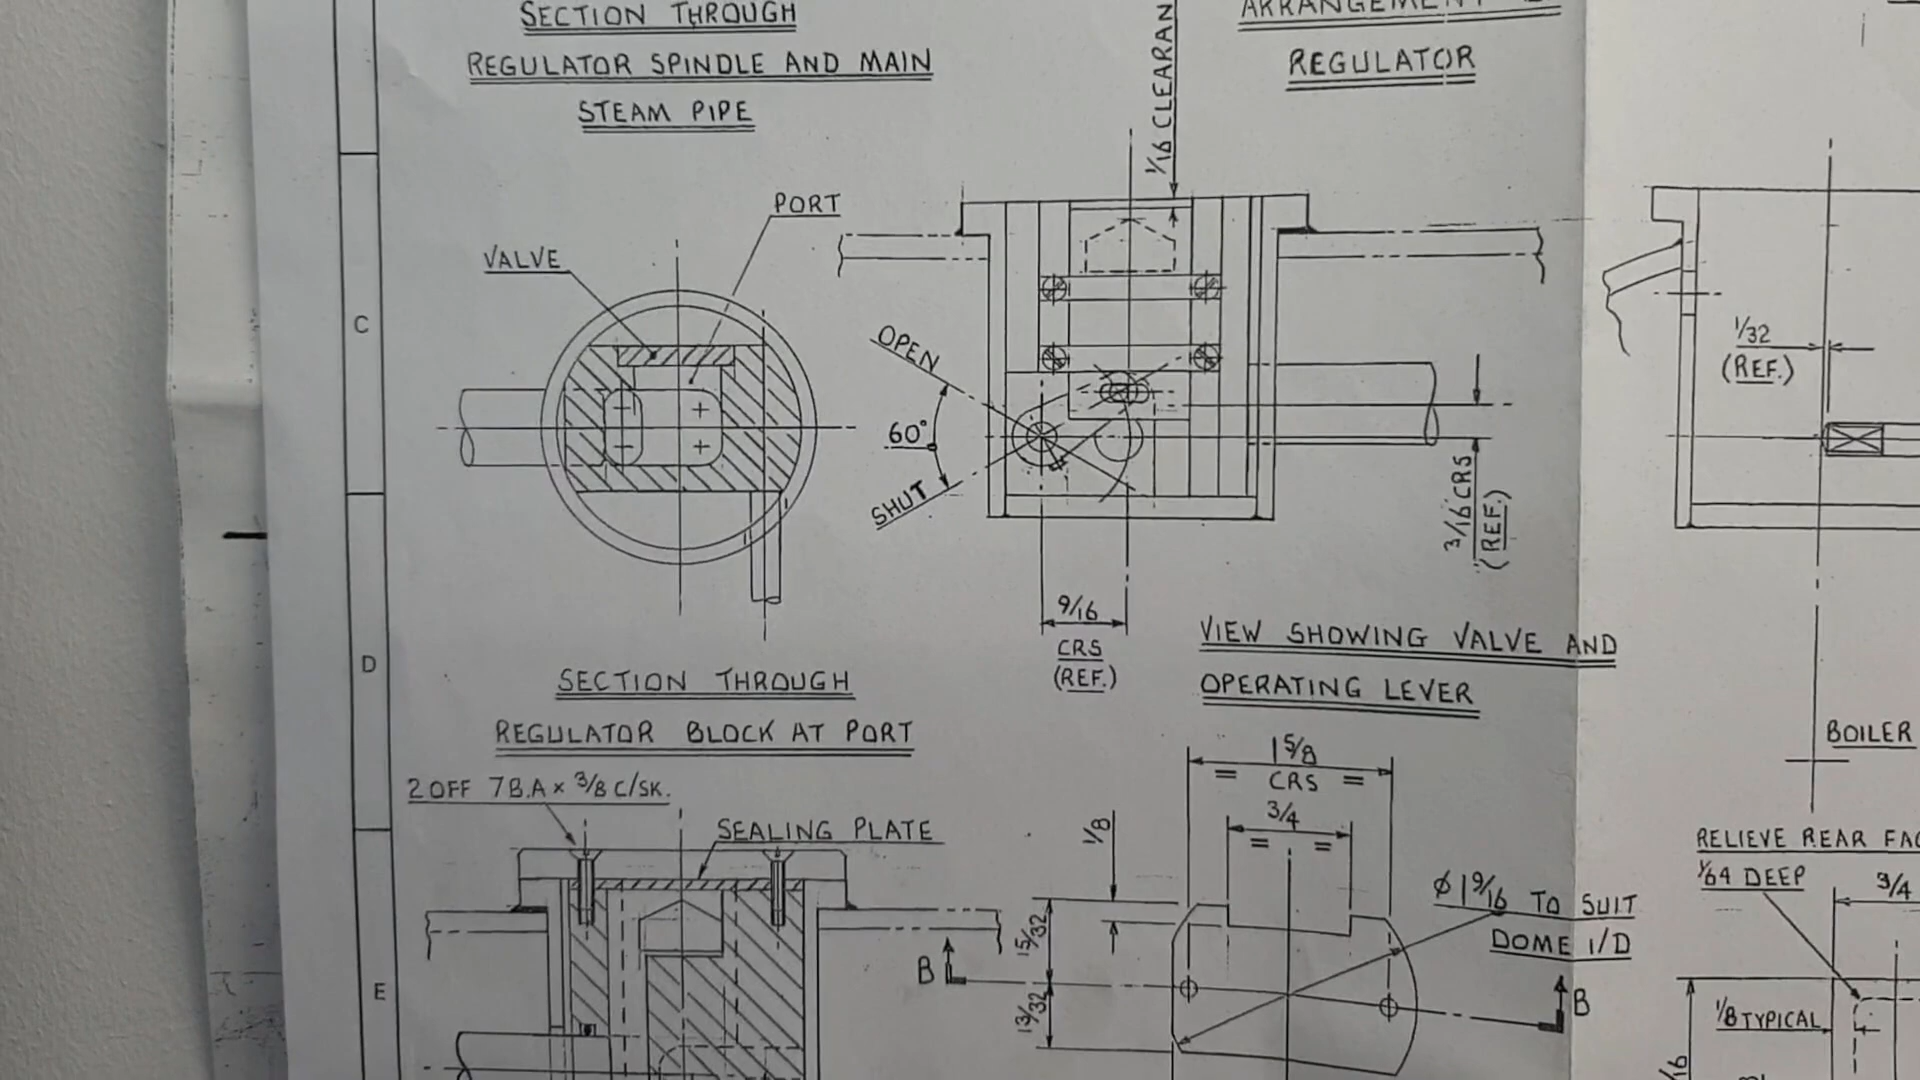 SECTION THROUGH
REGULATOR SPINDLE AND MAIN
STEAM PIPE
REGULATOR
1/16 CLEARAN
PORT
VALVE
C
OPEN
60°
SHUT
1/32
(REF.)
3/16 CRS
(REF.)
9/16
CRS
(REF.)
VIEW SHOWING VALVE AND
OPERATING LEVER
D
SECTION THROUGH
REGULATOR BLOCK AT PORT
BOILER
2 OFF 7 B.A × 3/8 C/SK.
SEALING PLATE
1 5/8
= CRS =
3/4
= =
1/8
15/32
13/32
B
B
ø 1 9/16 TO SUIT
DOME I/D
RELIEVE REAR FAC
1/64 DEEP
3/4
1/8 TYPICAL
E